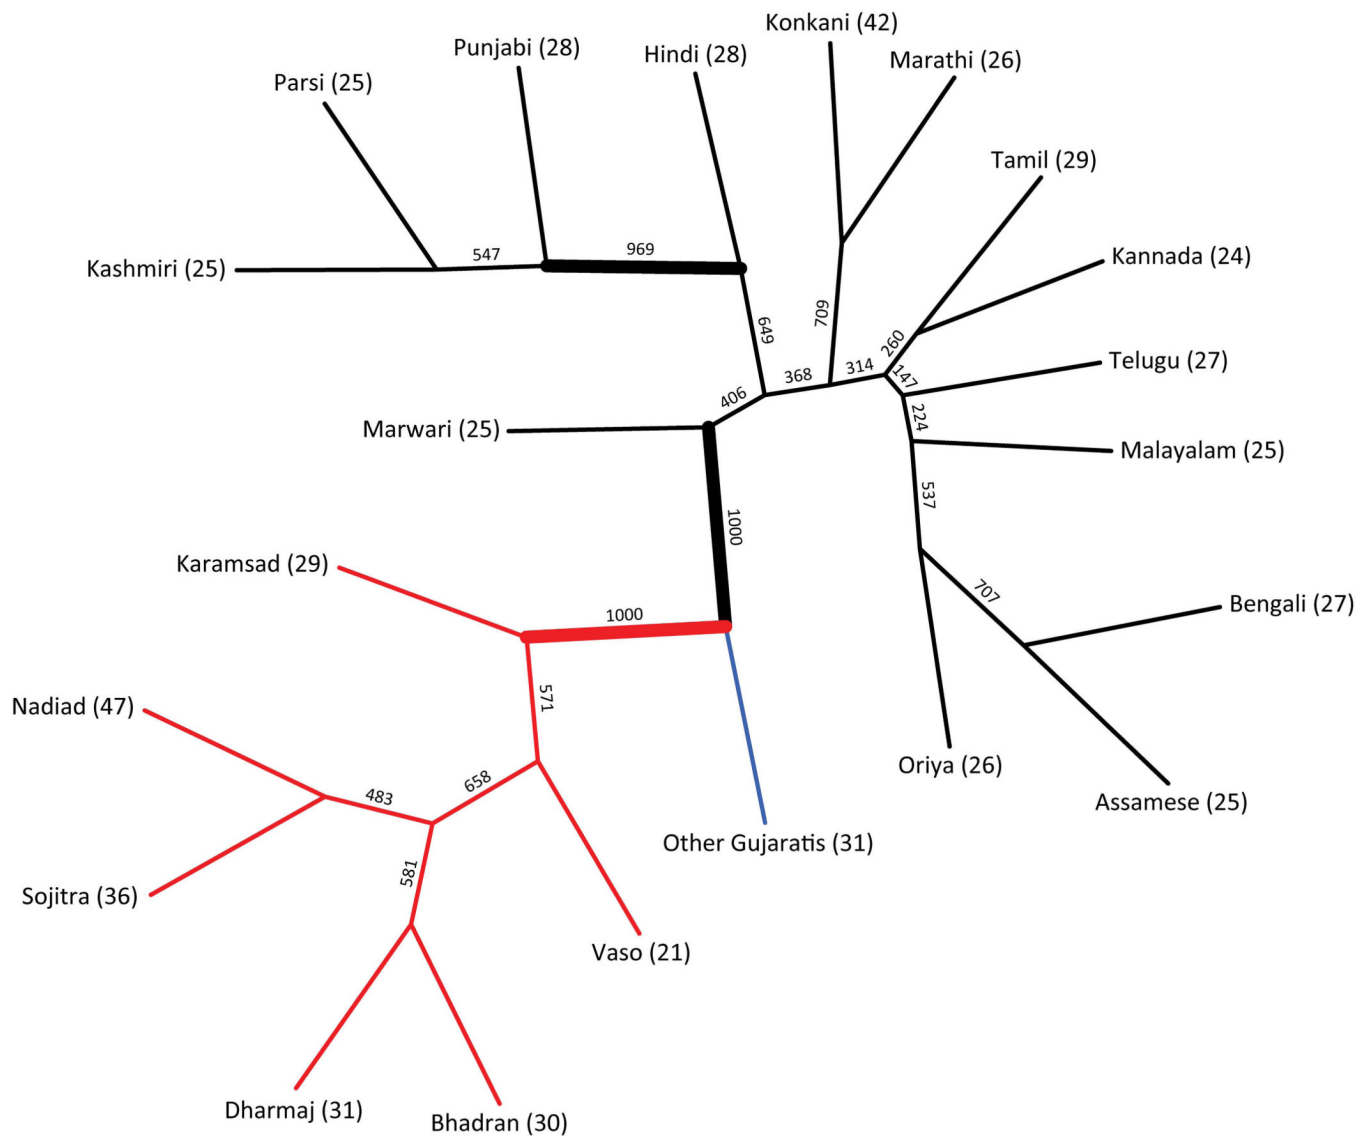 Konkani (42)
Punjabi (28)
Hindi (28)
Marathi (26)
Parsi (25)
Tamil (29)
547
969
Kannada (24)
Kashmiri (25)
649
709
260
Telugu (27)
368
314
147
406
224
Marwari (25)
Malayalam (25)
537
1000
Karamsad (29)
707
1000
Bengali (27)
571
Nadiad (47)
Oriya (26)
658
483
Assamese (25)
Other Gujaratis (31)
581
Sojitra (36)
Vaso (21)
Dharmaj (31)
Bhadran (30)